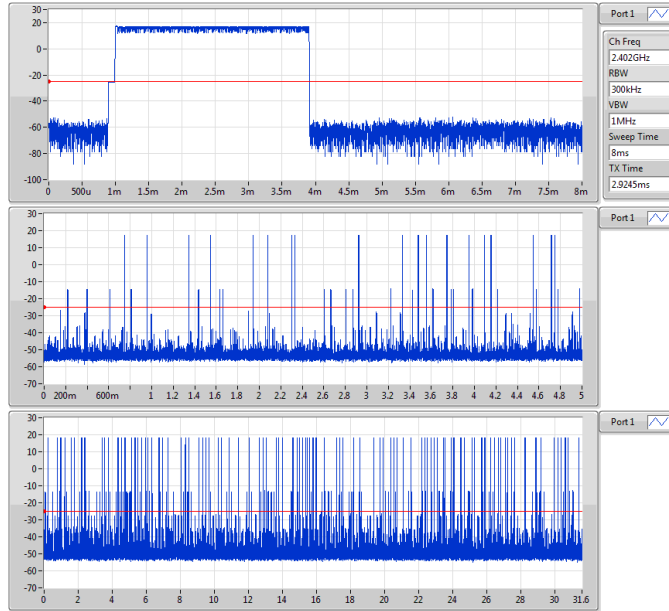 30
20
0
-20
-40
-60
-80
-100
0 500u 1m 1.5m 2m 2.5m 3m 3.5m 4m 4.5m 5m 5.5m 6m 6.5m 7m 7.5m 8m
Port 1
Ch Freq
2.402GHz
RBW
300kHz
VBW
1MHz
Sweep Time
8ms
TX Time
2.9245ms
30
20
10
0
-10
-20
-30
-40
-50
-60
-70
0 200m 600m 1 1.2 1.4 1.6 1.8 2 2.2 2.4 2.6 2.8 3 3.2 3.4 3.6 3.8 4 4.2 4.4 4.6 4.8 5
Port 1
30
20
10
0
-10
-20
-30
-40
-50
-60
-70
0 2 4 6 8 10 12 14 16 18 20 22 24 26 28 30 31.6
Port 1